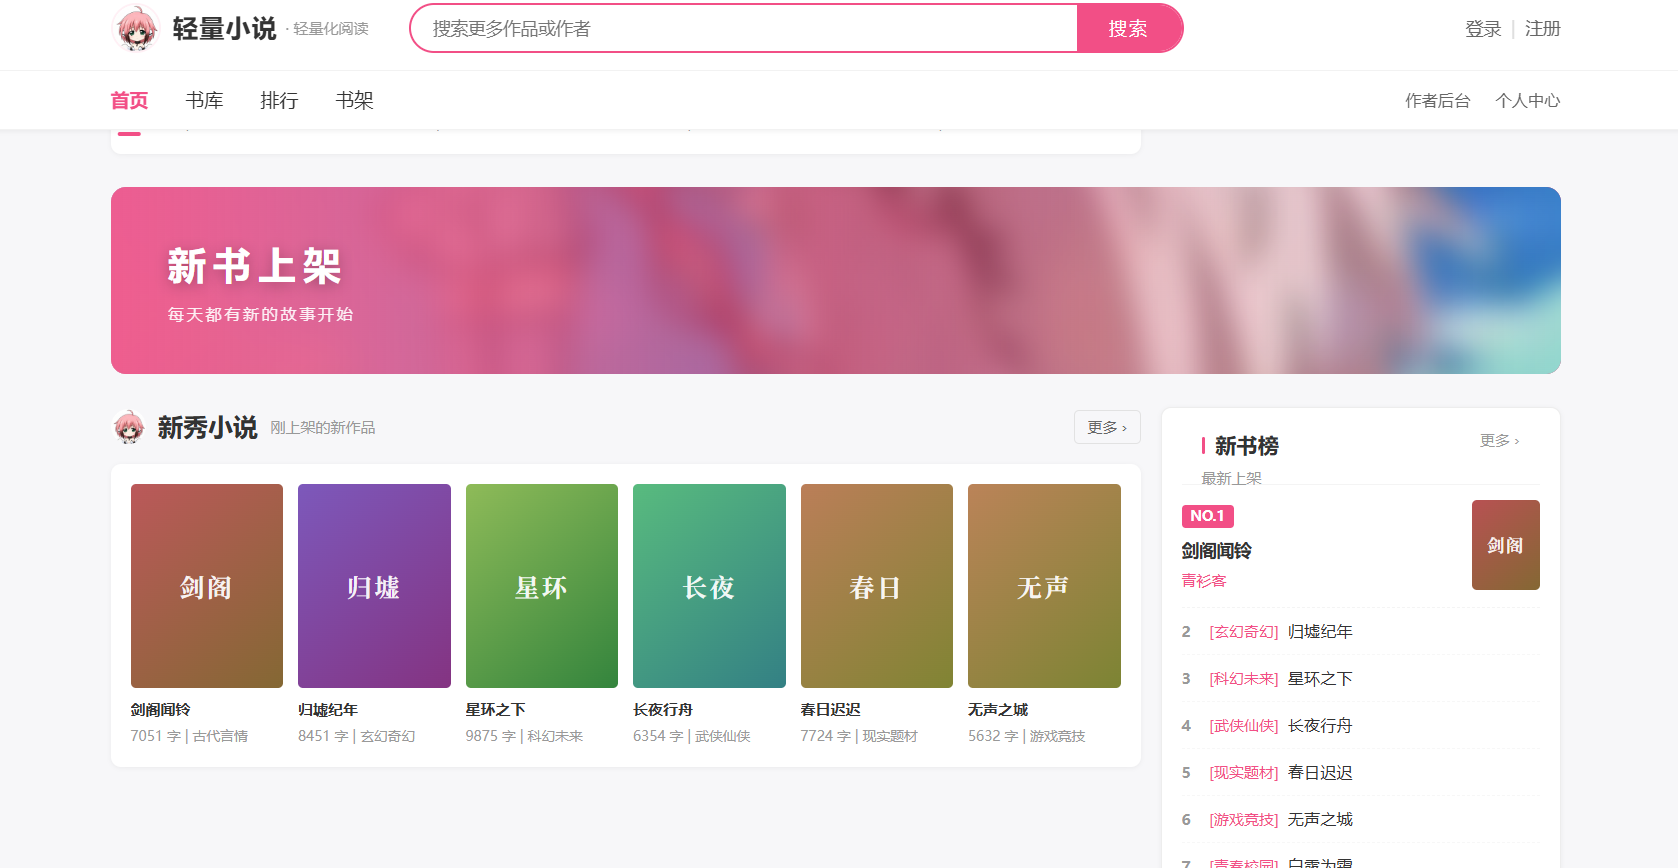 轻量小说 · 轻量化阅读
搜索更多作品或作者
搜索
登录 | 注册
首页 书库 排行 书架
作者后台 个人中心
新书上架
每天都有新的故事开始
新秀小说 刚上架的新作品
更多 ›
剑阁 归墟 星环 长夜 春日 无声
剑阁闻铃 归墟纪年 星环之下 长夜行舟 春日迟迟 无声之城
7051 字 | 古代言情 8451 字 | 玄幻奇幻 9875 字 | 科幻未来 6354 字 | 武侠仙侠 7724 字 | 现实题材 5632 字 | 游戏竞技
新书榜 更多 ›
最新上架
NO.1
剑阁闻铃
青衫客
剑阁
2 [玄幻奇幻] 归墟纪年
3 [科幻未来] 星环之下
4 [武侠仙侠] 长夜行舟
5 [现实题材] 春日迟迟
6 [游戏竞技] 无声之城
7 [青春校园] 白露为霜